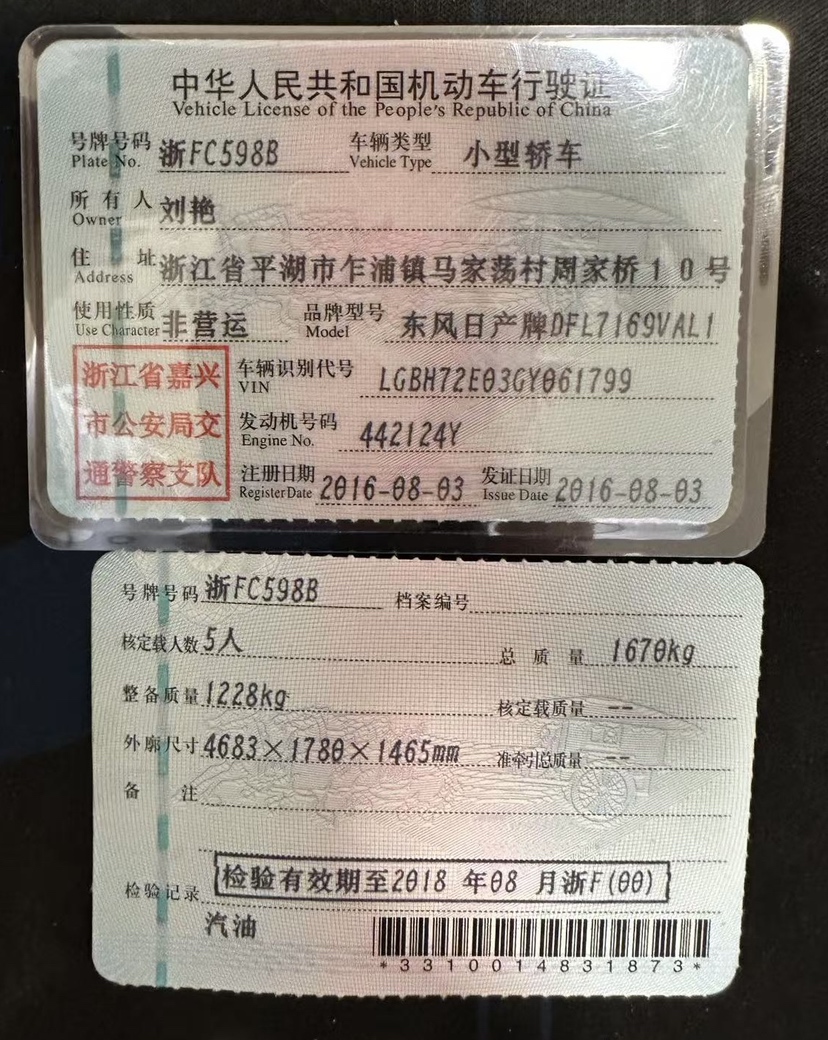 中华人民共和国机动车行驶证
Vehicle License of the People's Republic of China
号牌号码 浙FC598B 车辆类型 小型轿车
Plate No. Vehicle Type
所有人 刘艳
Owner
住址 浙江省平湖市乍浦镇马家荡村周家桥10号
Address
使用性质 非营运 品牌型号 东风日产牌DFL7169VAL1
Use Character Model
浙江省嘉兴
市公安局交
通警察支队
车辆识别代号 LGBH72E03GY061799
VIN
发动机号码 442124Y
Engine No.
注册日期 2016-08-03 发证日期 2016-08-03
Register Date Issue Date
号牌号码 浙FC598B 档案编号
核定载人数 5人 总质量 1670kg
整备质量 1228kg 核定载质量 --
外廓尺寸 4683×1780×1465mm 准牵引总质量 --
备注
检验记录 检验有效期至2018 年08 月浙F(00)
汽油
*3310014831873*